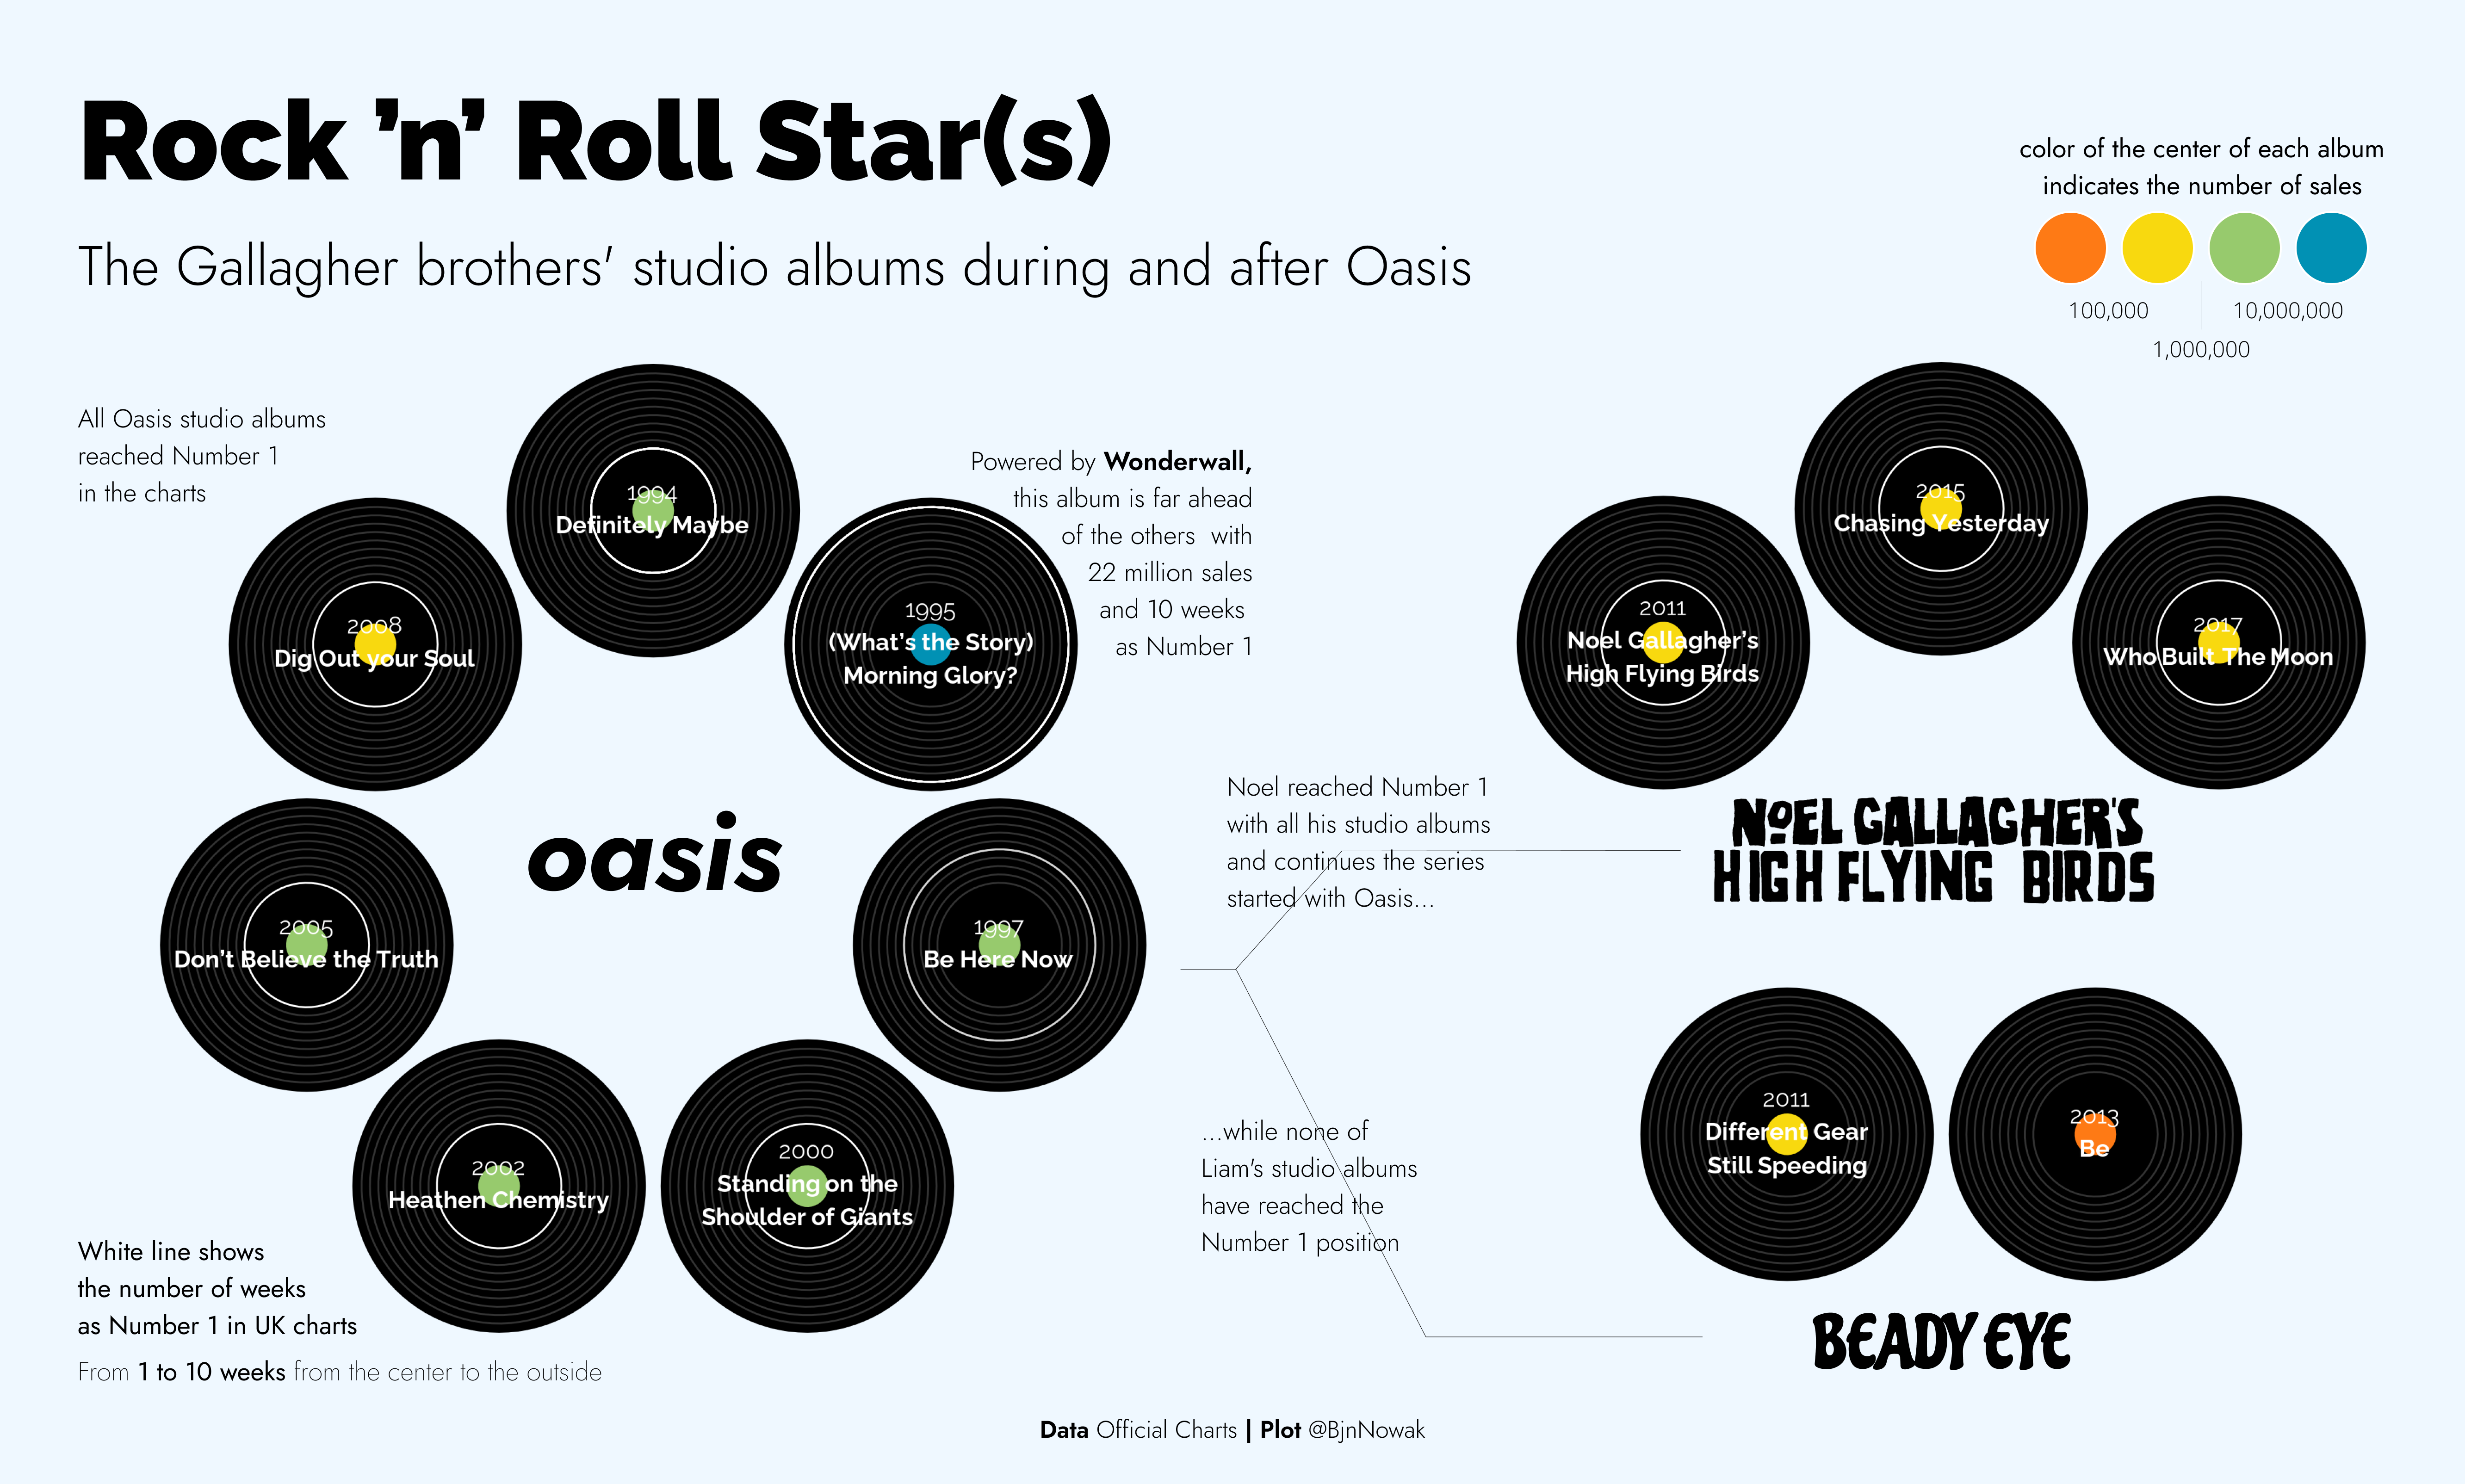 Rock 'n' Roll Star(s)
The Gallagher brothers' studio albums during and after Oasis
color of the center of each album
indicates the number of sales
100,000
10,000,000
1,000,000
All Oasis studio albums
reached Number 1
in the charts
1994
Definitely Maybe
Powered by Wonderwall,
this album is far ahead
of the others with
22 million sales
and 10 weeks
as Number 1
2008
Dig Out your Soul
1995
(What's the Story)
Morning Glory?
2005
Don't Believe the Truth
oasis
1997
Be Here Now
2002
Heathen Chemistry
2000
Standing on the
Shoulder of Giants
2015
Chasing Yesterday
2011
Noel Gallagher's
High Flying Birds
2017
Who Built The Moon
Noel reached Number 1
with all his studio albums
and continues the series
started with Oasis...
NOEL GALLAGHER'S
HIGH FLYING BIRDS
...while none of
Liam's studio albums
have reached the
Number 1 position
2011
Different Gear
Still Speeding
2013
Be
BEADY EYE
White line shows
the number of weeks
as Number 1 in UK charts
From 1 to 10 weeks from the center to the outside
Data Official Charts | Plot @BjnNowak